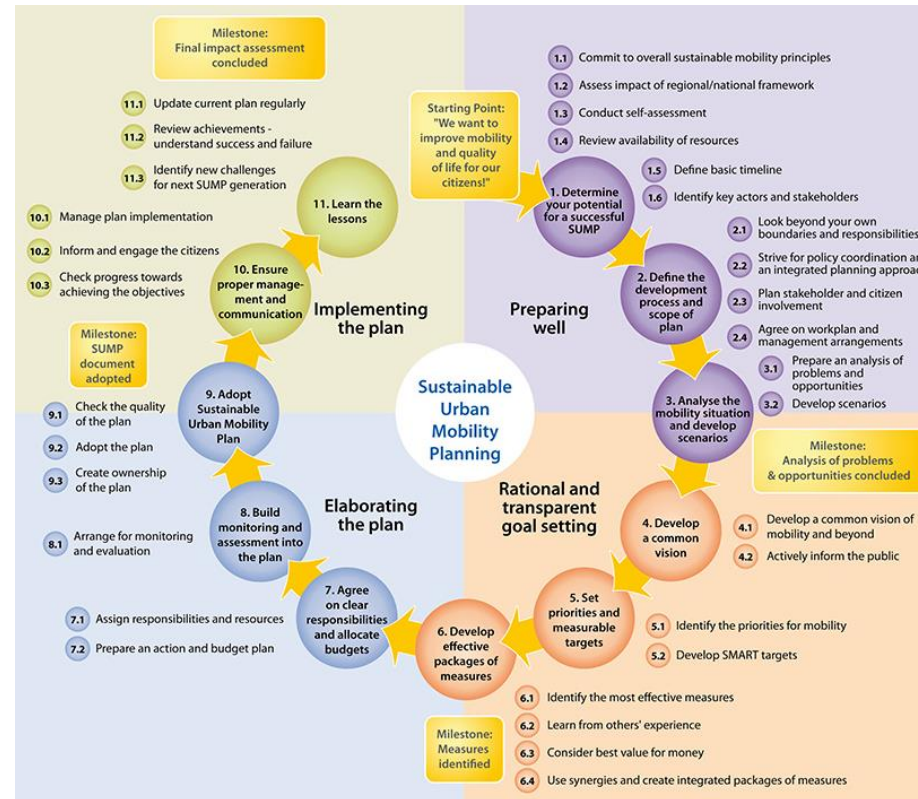 Milestone:
Final impact assessment
concluded
11.1 Update current plan regularly
11.2 Review achievements -
understand success and failure
11.3 Identify new challenges
for next SUMP generation
10.1 Manage plan implementation
10.2 Inform and engage the citizens
10.3 Check progress towards
achieving the objectives
11. Learn the
lessons
10. Ensure
proper manage-
ment and
communication
Implementing
the plan
Starting Point:
"We want to
improve mobility
and quality
of life for our
citizens!"
1.1 Commit to overall sustainable mobility principles
1.2 Assess impact of regional/national framework
1.3 Conduct self-assessment
1.4 Review availability of resources
1.5 Define basic timeline
1.6 Identify key actors and stakeholders
1. Determine
your potential
for a successful
SUMP
2.1 Look beyond your own
boundaries and responsibilities
2.2 Strive for policy coordination
an integrated planning
2.3 Plan stakeholder and citizen
involvement
2.4 Agree on workplan and
management arrangements
2. Define the
development
process and
scope of
plan
Preparing
well
3.1 Prepare an analysis of
problems and
opportunities
3.2 Develop scenarios
3. Analyse the
mobility situation
and develop
scenarios
Sustainable
Urban
Mobility
Planning
Milestone:
Analysis of problems
& opportunities concluded
Rational and
transparent
goal setting
4. Develop
a common
vision
4.1 Develop a common vision of
mobility and beyond
4.2 Actively inform the public
5. Set
priorities and
measurable
targets
5.1 Identify the priorities for mobility
5.2 Develop SMART targets
6. Develop
effective
packages of
measures
Milestone:
Measures
identified
6.1 Identify the most effective measures
6.2 Learn from others' experience
6.3 Consider best value for money
6.4 Use synergies and create integrated packages of measures
Elaborating
the plan
7. Agree
on clear
responsibilities
and allocate
budgets
7.1 Assign responsibilities and resources
7.2 Prepare an action and budget plan
8. Build
monitoring and
assessment into
the plan
8.1 Arrange for monitoring
and evaluation
9. Adopt
Sustainable
Urban Mobility
Plan
9.1 Check the quality
of the plan
9.2 Adopt the plan
9.3 Create ownership
of the plan
Milestone:
SUMP
document
adopted